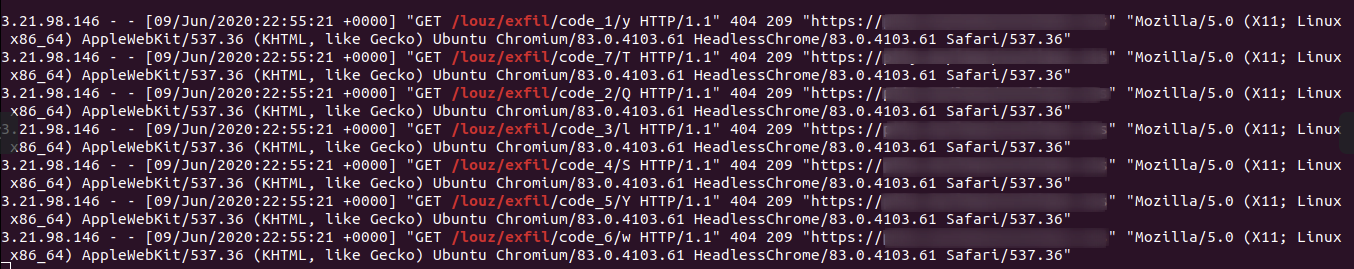 3.21.98.146 - - [09/Jun/2020:22:55:21 +0000] "GET /louz/exfil/code_1/y HTTP/1.1" 404 209 "https://" "Mozilla/5.0 (X11; Linux
x86_64) AppleWebKit/537.36 (KHTML, like Gecko) Ubuntu Chromium/83.0.4103.61 HeadlessChrome/83.0.4103.61 Safari/537.36"
3.21.98.146 - - [09/Jun/2020:22:55:21 +0000] "GET /louz/exfil/code_7/T HTTP/1.1" 404 209 "https://" "Mozilla/5.0 (X11; Linux
x86_64) AppleWebKit/537.36 (KHTML, like Gecko) Ubuntu Chromium/83.0.4103.61 HeadlessChrome/83.0.4103.61 Safari/537.36"
3.21.98.146 - - [09/Jun/2020:22:55:21 +0000] "GET /louz/exfil/code_2/Q HTTP/1.1" 404 209 "https://" "Mozilla/5.0 (X11; Linux
x86_64) AppleWebKit/537.36 (KHTML, like Gecko) Ubuntu Chromium/83.0.4103.61 HeadlessChrome/83.0.4103.61 Safari/537.36"
3.21.98.146 - - [09/Jun/2020:22:55:21 +0000] "GET /louz/exfil/code_3/l HTTP/1.1" 404 209 "https://" "Mozilla/5.0 (X11; Linux
x86_64) AppleWebKit/537.36 (KHTML, like Gecko) Ubuntu Chromium/83.0.4103.61 HeadlessChrome/83.0.4103.61 Safari/537.36"
3.21.98.146 - - [09/Jun/2020:22:55:21 +0000] "GET /louz/exfil/code_4/S HTTP/1.1" 404 209 "https://" "Mozilla/5.0 (X11; Linux
x86_64) AppleWebKit/537.36 (KHTML, like Gecko) Ubuntu Chromium/83.0.4103.61 HeadlessChrome/83.0.4103.61 Safari/537.36"
3.21.98.146 - - [09/Jun/2020:22:55:21 +0000] "GET /louz/exfil/code_5/Y HTTP/1.1" 404 209 "https://" "Mozilla/5.0 (X11; Linux
x86_64) AppleWebKit/537.36 (KHTML, like Gecko) Ubuntu Chromium/83.0.4103.61 HeadlessChrome/83.0.4103.61 Safari/537.36"
3.21.98.146 - - [09/Jun/2020:22:55:21 +0000] "GET /louz/exfil/code_6/w HTTP/1.1" 404 209 "https://" "Mozilla/5.0 (X11; Linux
x86_64) AppleWebKit/537.36 (KHTML, like Gecko) Ubuntu Chromium/83.0.4103.61 HeadlessChrome/83.0.4103.61 Safari/537.36"